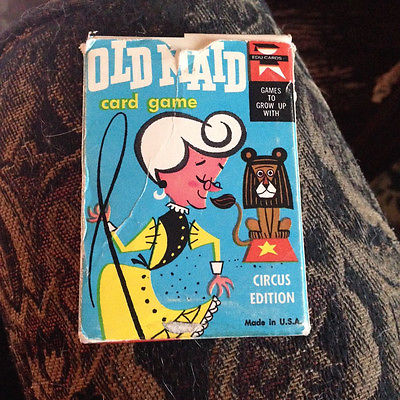 OLD MAID
card game
EDU-CARDS
GAMES
TO
GROW UP
WITH
CIRCUS
EDITION
Made in U.S.A.